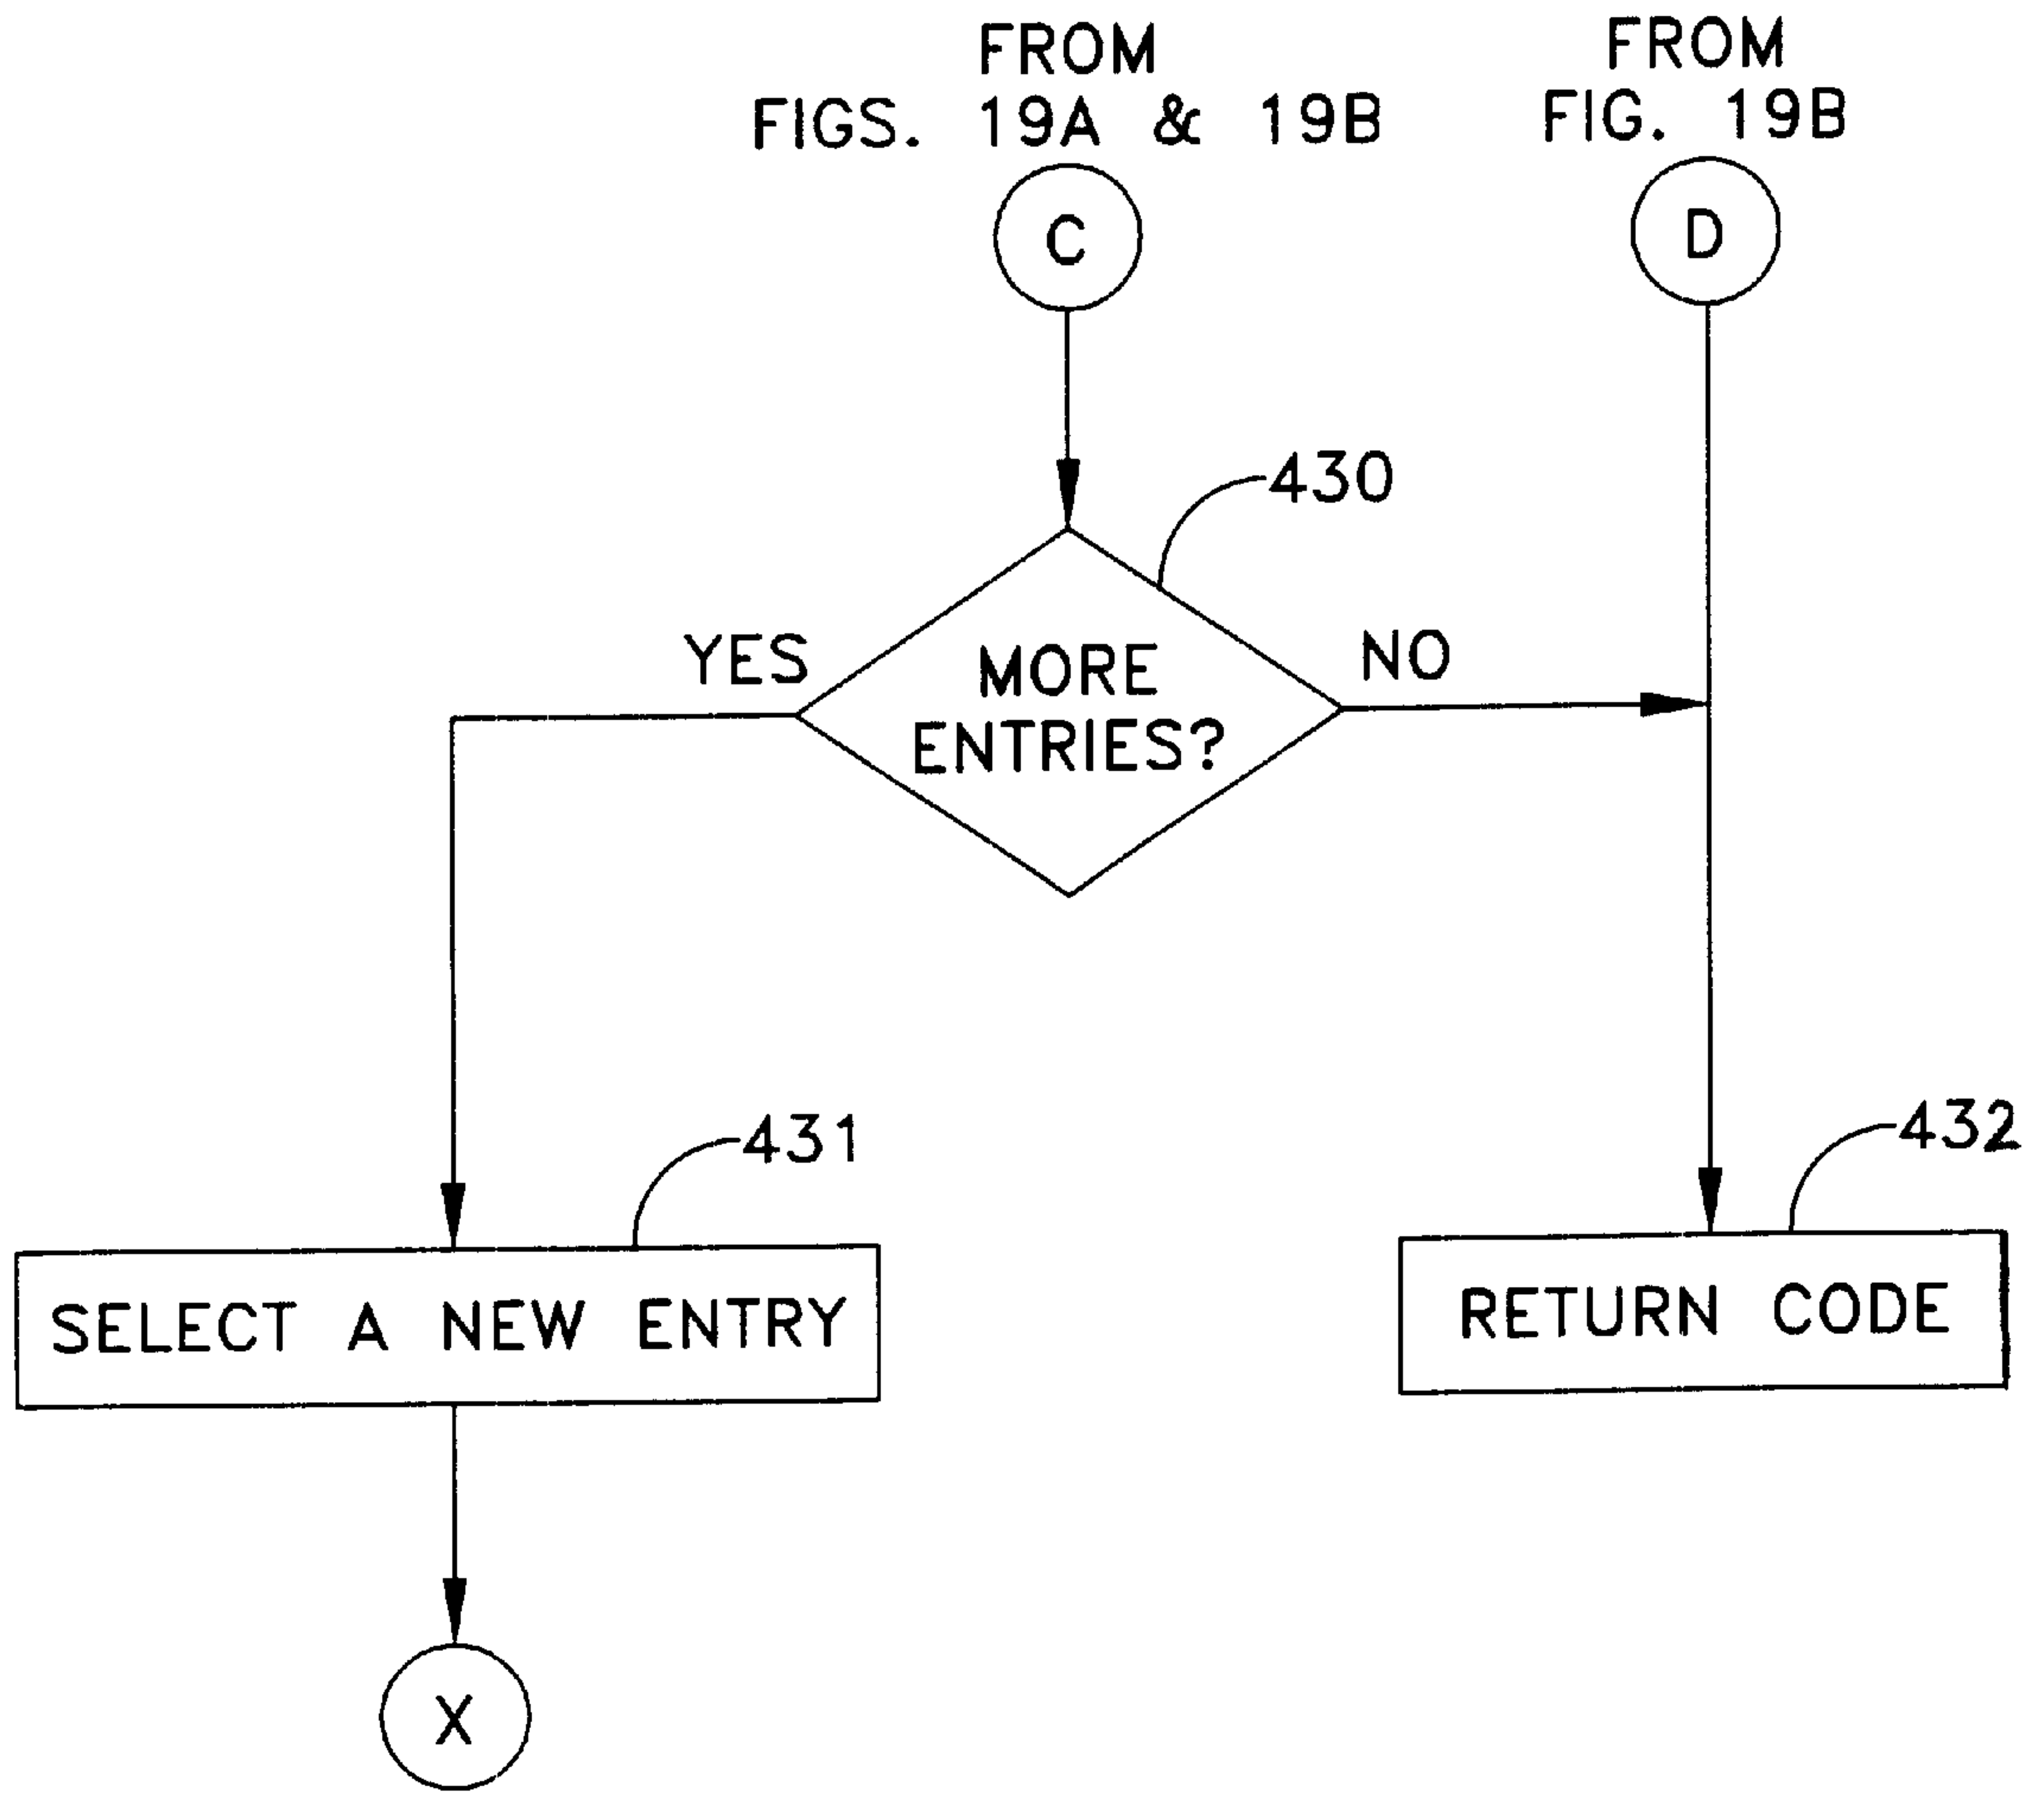 FROM
FIGS. 19A & 19B
FROM
FIG. 19B
C
D
430
YES
MORE
ENTRIES?
NO
431
432
SELECT A NEW ENTRY
RETURN CODE
X